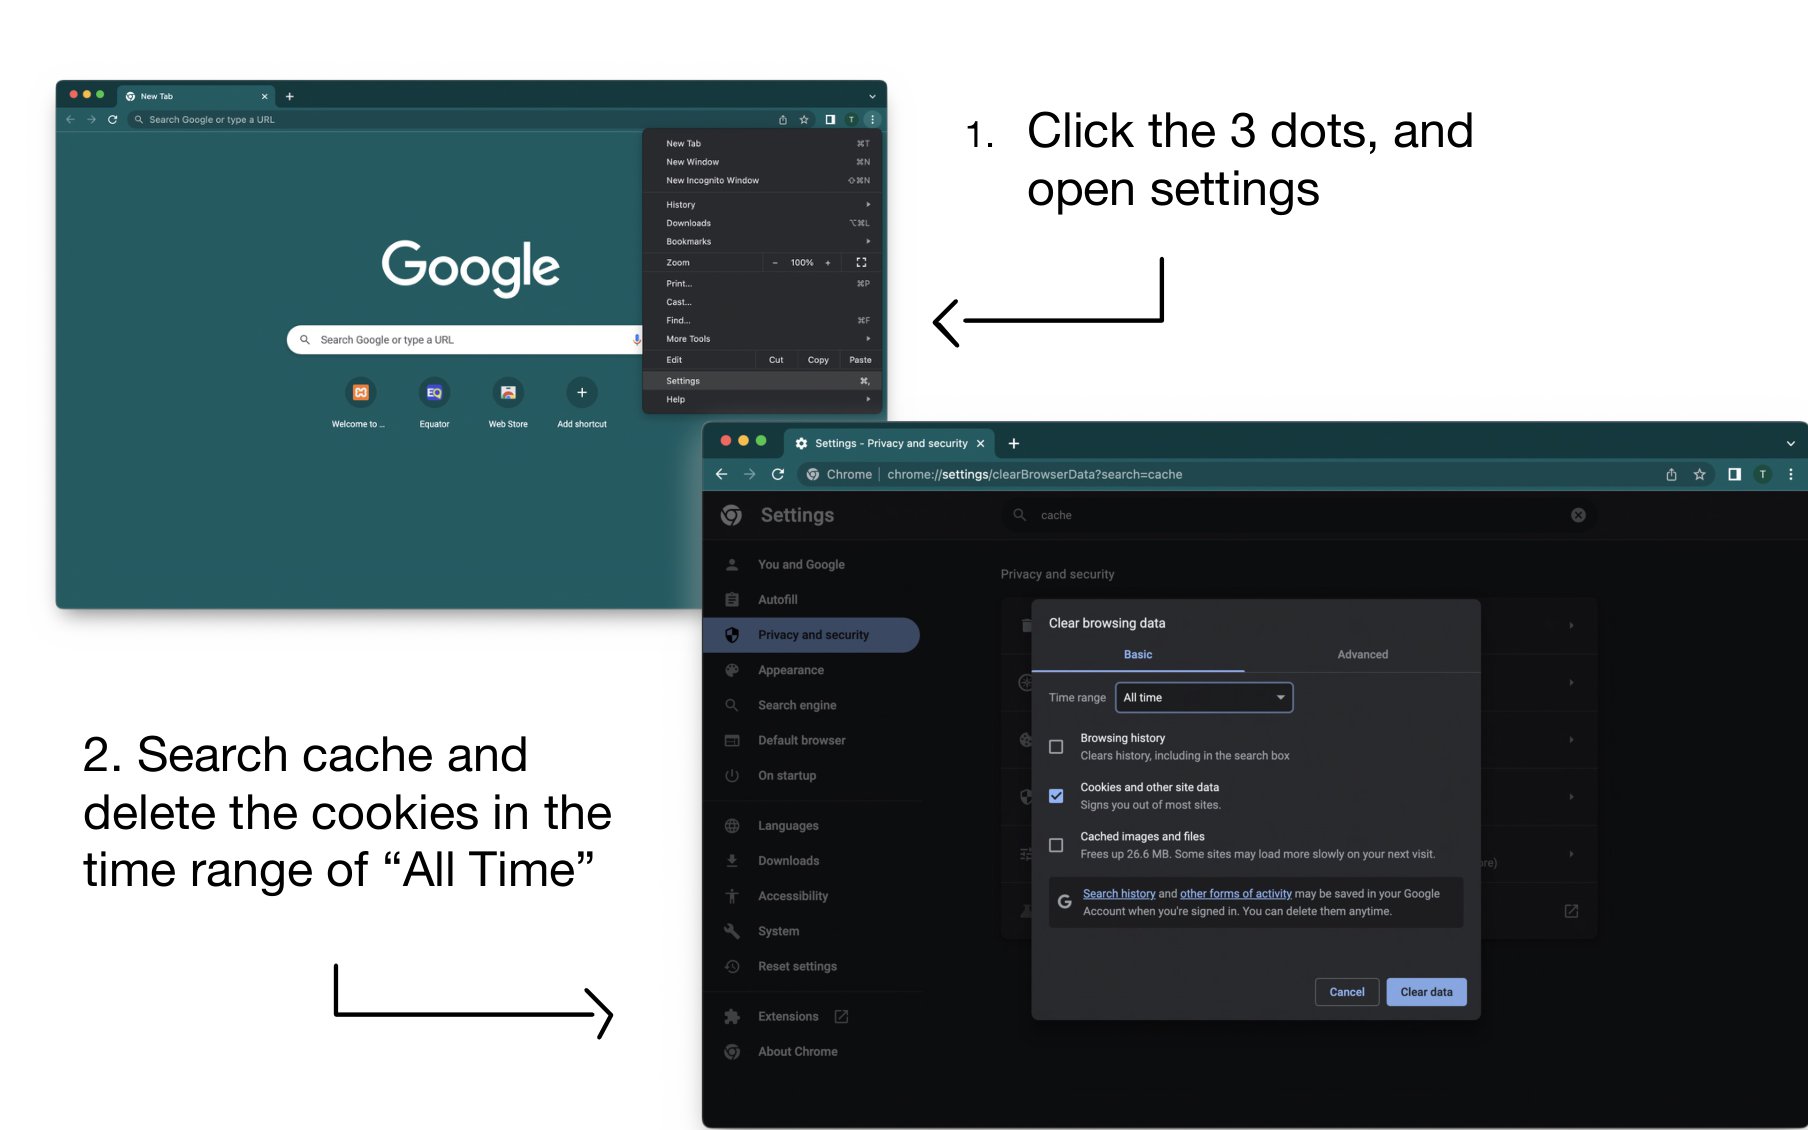 New Tab
Search Google or type a URL
T
New Tab ⌘T
New Window ⌘N
New Incognito Window ⇧⌘N
History
Downloads ⌥⌘L
Bookmarks
Zoom - 100% +
Print... ⌘P
Cast...
Find... ⌘F
More Tools
Edit Cut Copy Paste
Settings ⌘,
Help
Google
Search Google or type a URL
EQ
Welcome to ... Equator Web Store Add shortcut
1. Click the 3 dots, and
open settings
Settings - Privacy and security
Chrome | chrome://settings/clearBrowserData?search=cache
T
Settings
cache
You and Google
Autofill
Privacy and security
Appearance
Search engine
Default browser
On startup
Languages
Downloads
Accessibility
System
Reset settings
Extensions
About Chrome
Privacy and security
Clear browsing data
Basic Advanced
Time range All time
Browsing history
Clears history, including in the search box
Cookies and other site data
Signs you out of most sites.
Cached images and files
Frees up 26.6 MB. Some sites may load more slowly on your next visit.
G
Search history and other forms of activity may be saved in your Google
Account when you're signed in. You can delete them anytime.
Cancel Clear data
2. Search cache and
delete the cookies in the
time range of “All Time”